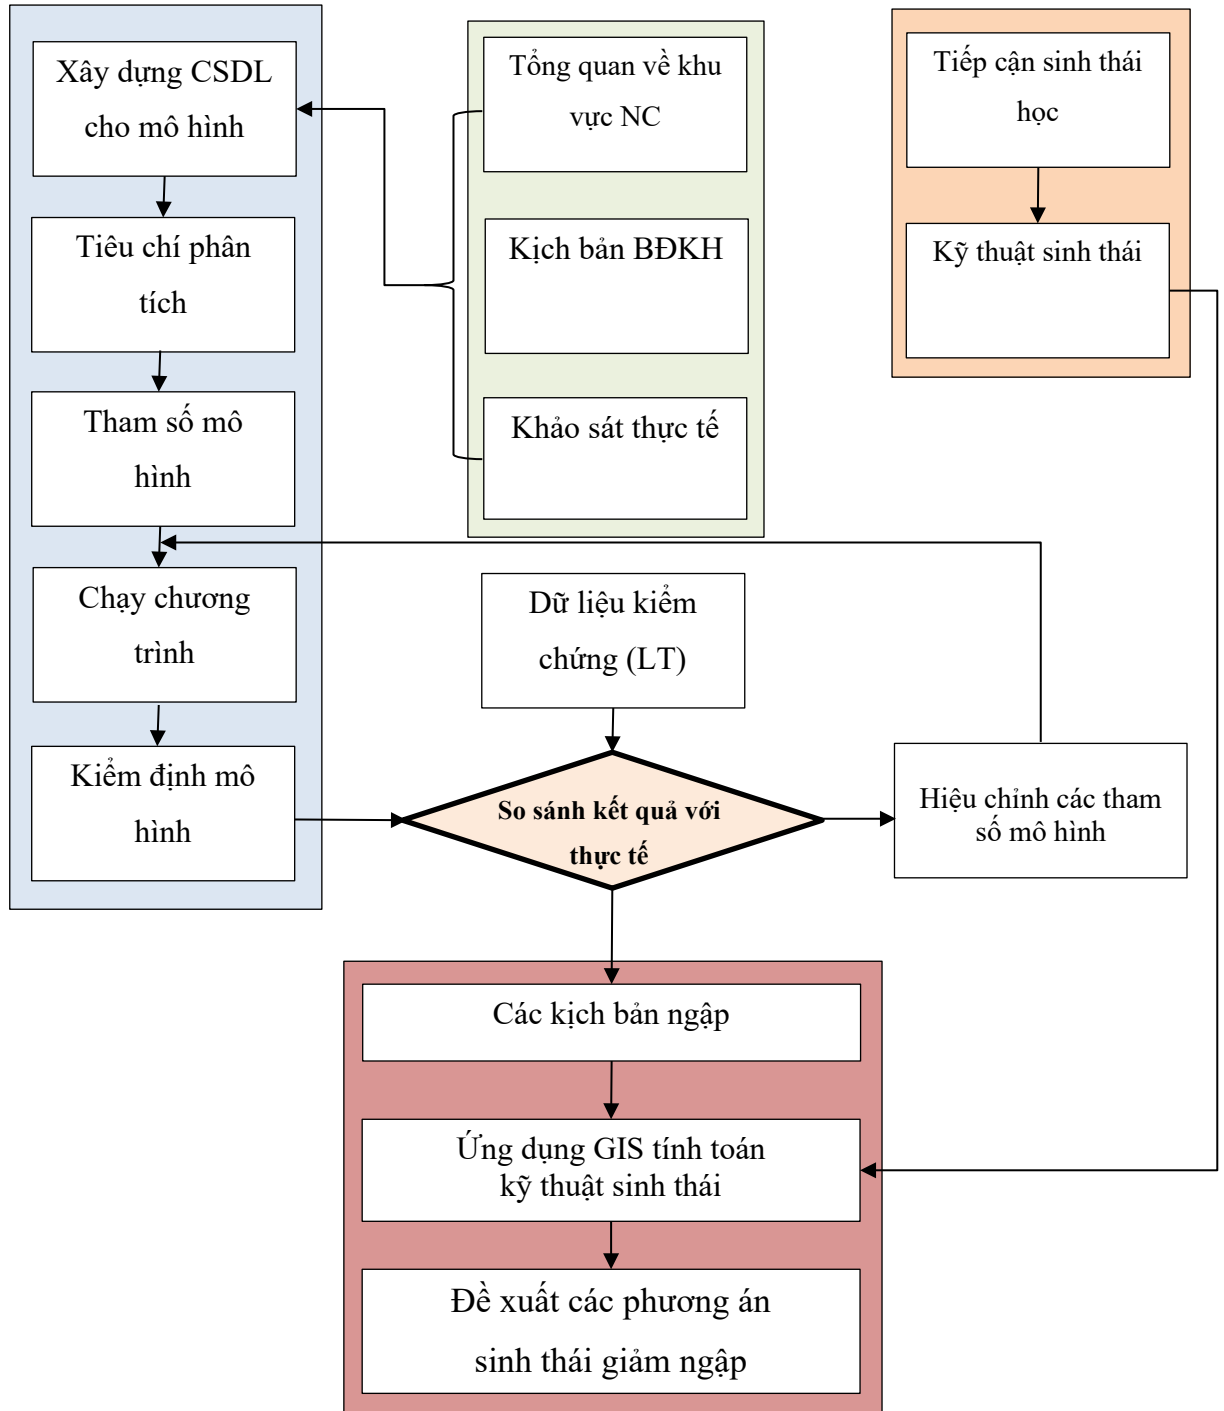 Xây dựng CSDL
cho mô hình
Tiêu chí phân
tích
Tham số mô
hình
Chạy chương
trình
Kiểm định mô
hình
Tổng quan về khu
vực NC
Kịch bản BĐKH
Khảo sát thực tế
Tiếp cận sinh thái
học
Kỹ thuật sinh thái
Dữ liệu kiểm
chứng (LT)
So sánh kết quả với
thực tế
Hiệu chỉnh các tham
số mô hình
Các kịch bản ngập
Ứng dụng GIS tính toán
kỹ thuật sinh thái
Đề xuất các phương án
sinh thái giảm ngập